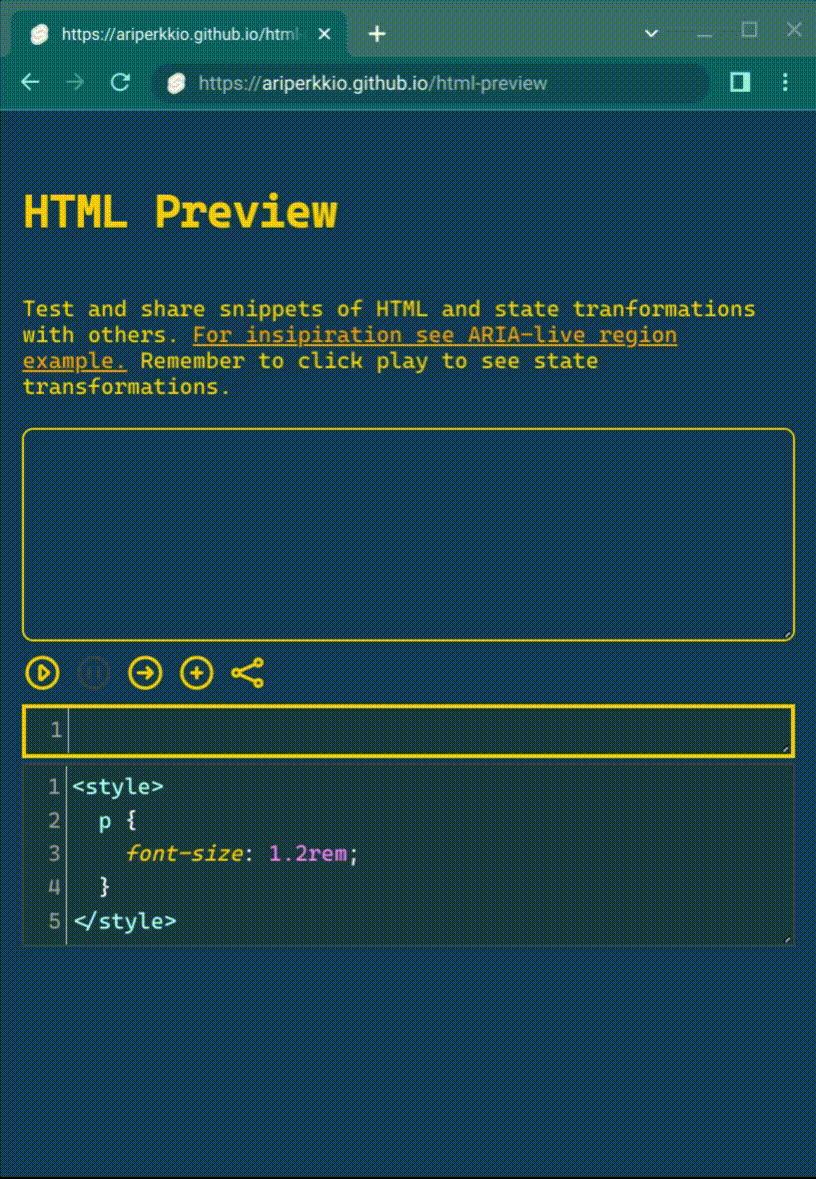 https://ariperkkio.github.io/html
https://ariperkkio.github.io/html-preview
HTML Preview
Test and share snippets of HTML and state tranformations
with others. For insipiration see ARIA-live region
example. Remember to click play to see state
transformations.
1
1 <style>
2 p {
3 font-size: 1.2rem;
4 }
5 </style>